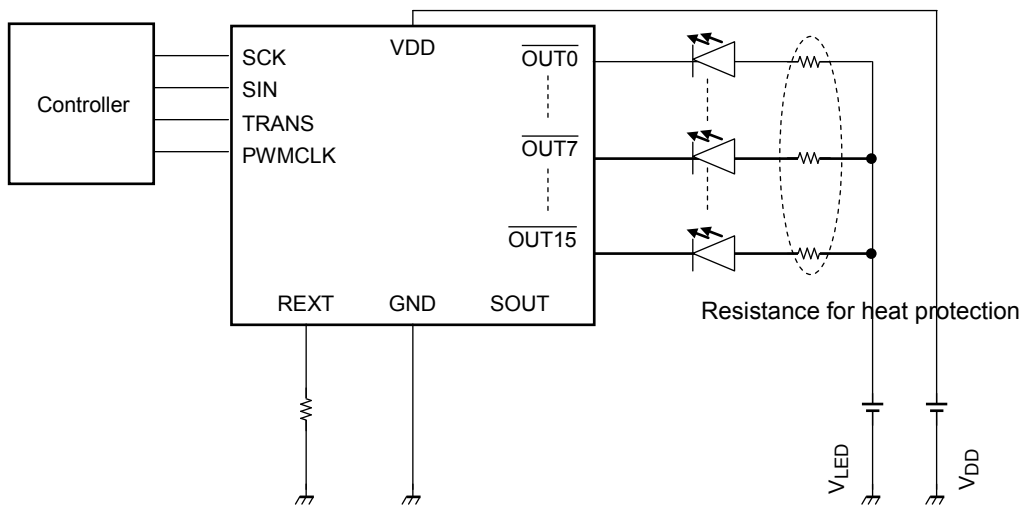 Controller
SCK
SIN
TRANS
PWMCLK
VDD
OUT0
OUT7
OUT15
REXT
GND
SOUT
Resistance for heat protection
VLED
VDD